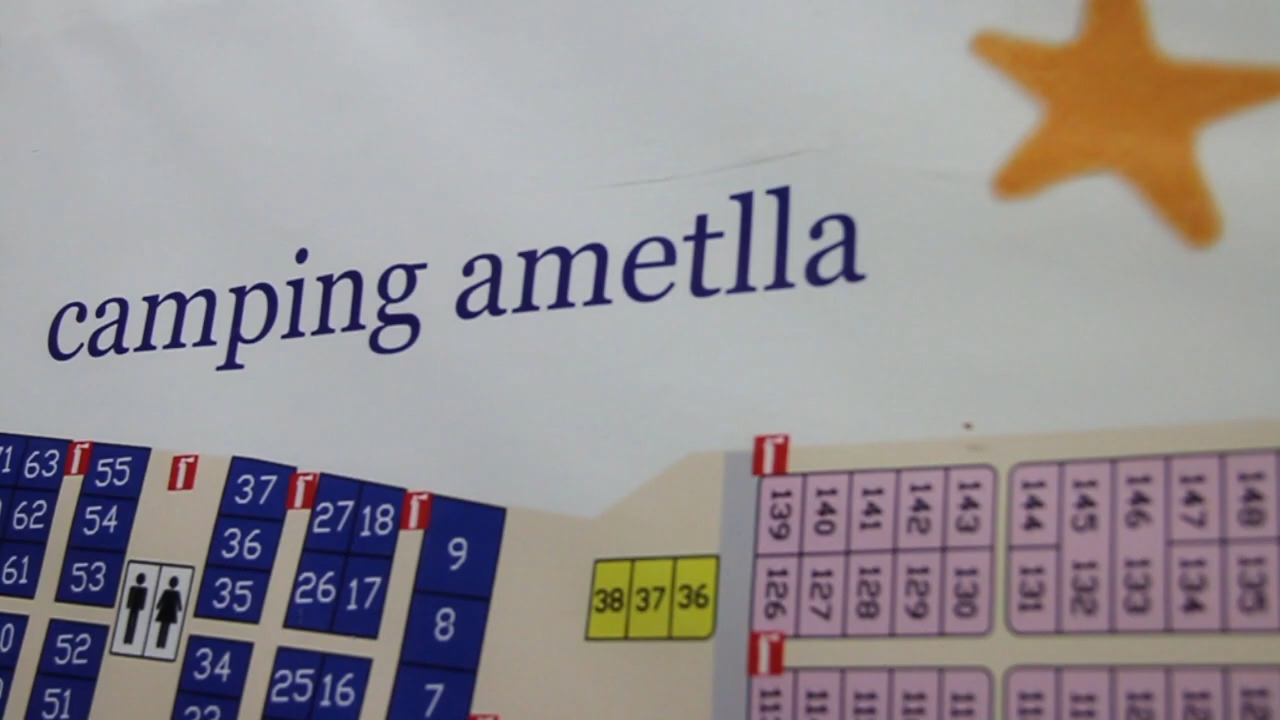 camping ametlla
63 55 37 27 18 9
62 54 36 26 17 8
61 53 35 25 16 7
52 34
51
38 37 36
139 140 141 142 143 144 145 146 147 148
126 127 128 129 130 131 132 133 134 135